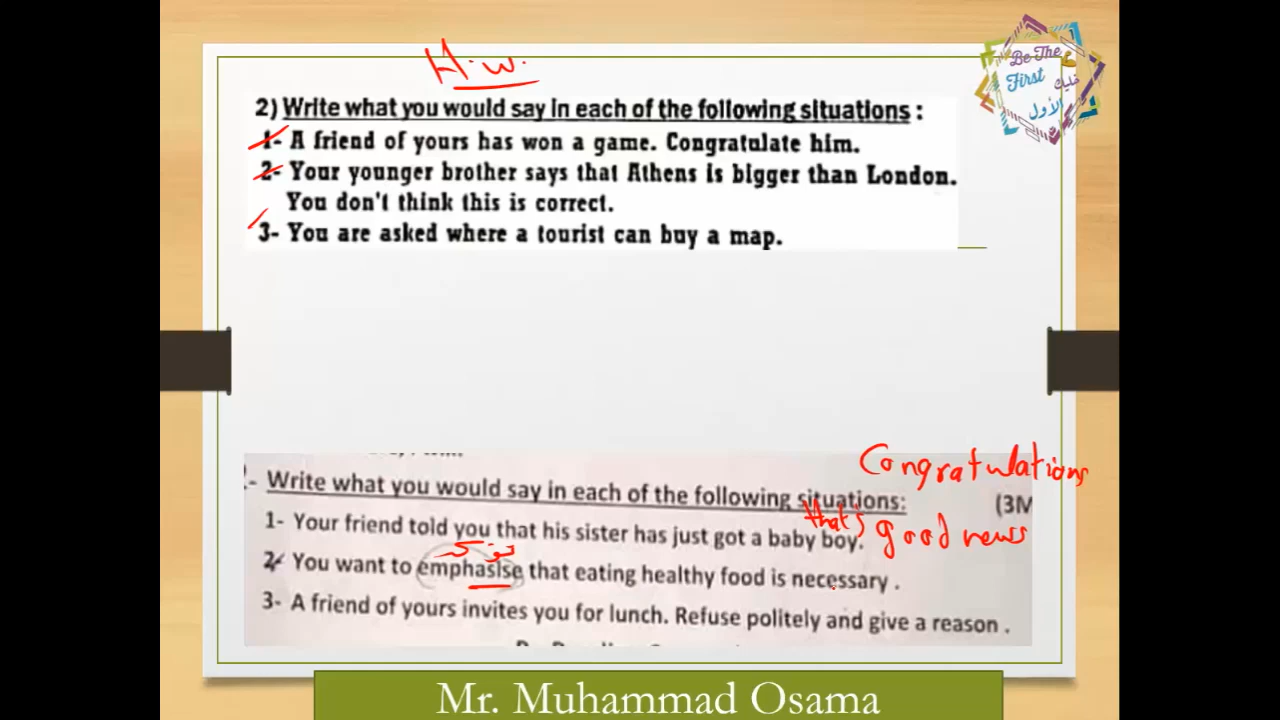 H.w.
Be The
First
خليك
الأول
2) Write what you would say in each of the following situations :
1- A friend of yours has won a game. Congratulate him.
2- Your younger brother says that Athens is bigger than London.
You don't think this is correct.
3- You are asked where a tourist can buy a map.
Congratulations
- Write what you would say in each of the following situations: (3M
that's good news
1- Your friend told you that his sister has just got a baby boy.
2- You want to emphasise that eating healthy food is necessary .
3- A friend of yours invites you for lunch. Refuse politely and give a reason .
Mr. Muhammad Osama